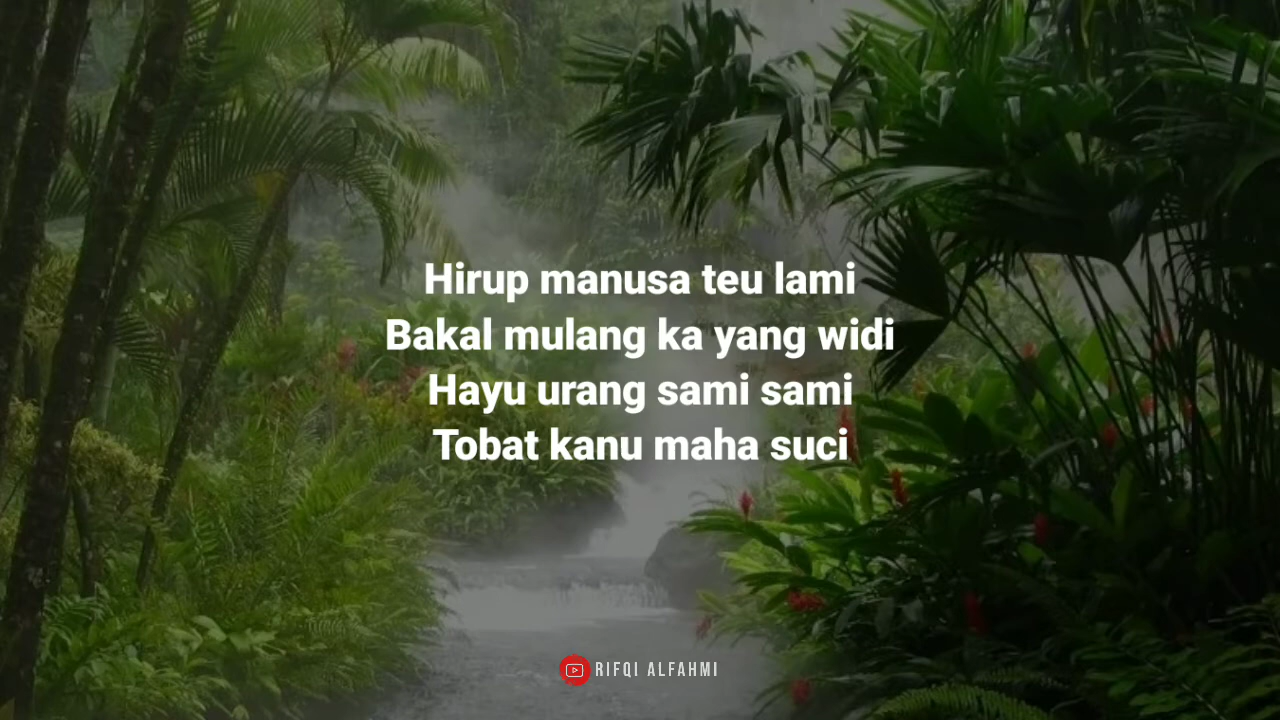 Hirup manusa teu lami
Bakal mulang ka yang widi
Hayu urang sami sami
Tobat kanu maha suci
RIFQI ALFAHMI